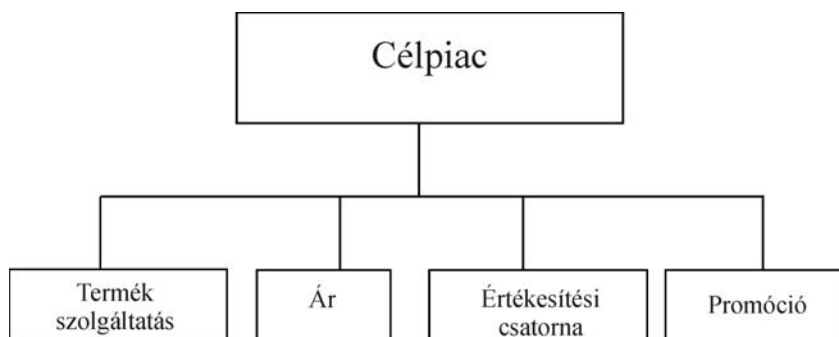 Célpiac
Termék
szolgáltatás
Ár
Értékesítési
csatorna
Promóció